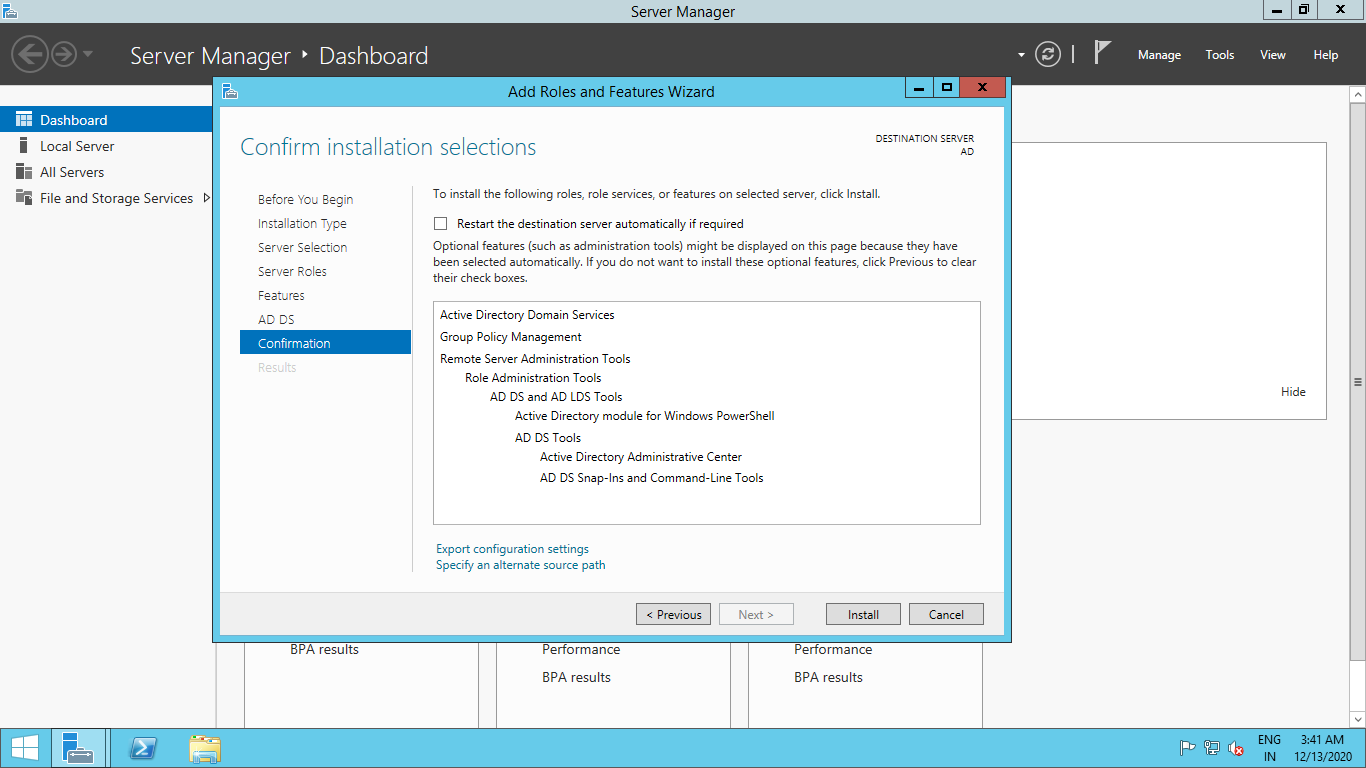 Server Manager
Server Manager ‣ Dashboard
Manage Tools View Help
Dashboard
Local Server
All Servers
File and Storage Services
Add Roles and Features Wizard
Confirm installation selections
DESTINATION SERVER
AD
Before You Begin
Installation Type
Server Selection
Server Roles
Features
AD DS
Confirmation
Results
To install the following roles, role services, or features on selected server, click Install.
Restart the destination server automatically if required
Optional features (such as administration tools) might be displayed on this page because they have
been selected automatically. If you do not want to install these optional features, click Previous to clear
their check boxes.
Active Directory Domain Services
Group Policy Management
Remote Server Administration Tools
Role Administration Tools
AD DS and AD LDS Tools
Active Directory module for Windows PowerShell
AD DS Tools
Active Directory Administrative Center
AD DS Snap-Ins and Command-Line Tools
Export configuration settings
Specify an alternate source path
< Previous Next > Install Cancel
Hide
BPA results
Performance
BPA results
Performance
BPA results
ENG
IN
3:41 AM
12/13/2020